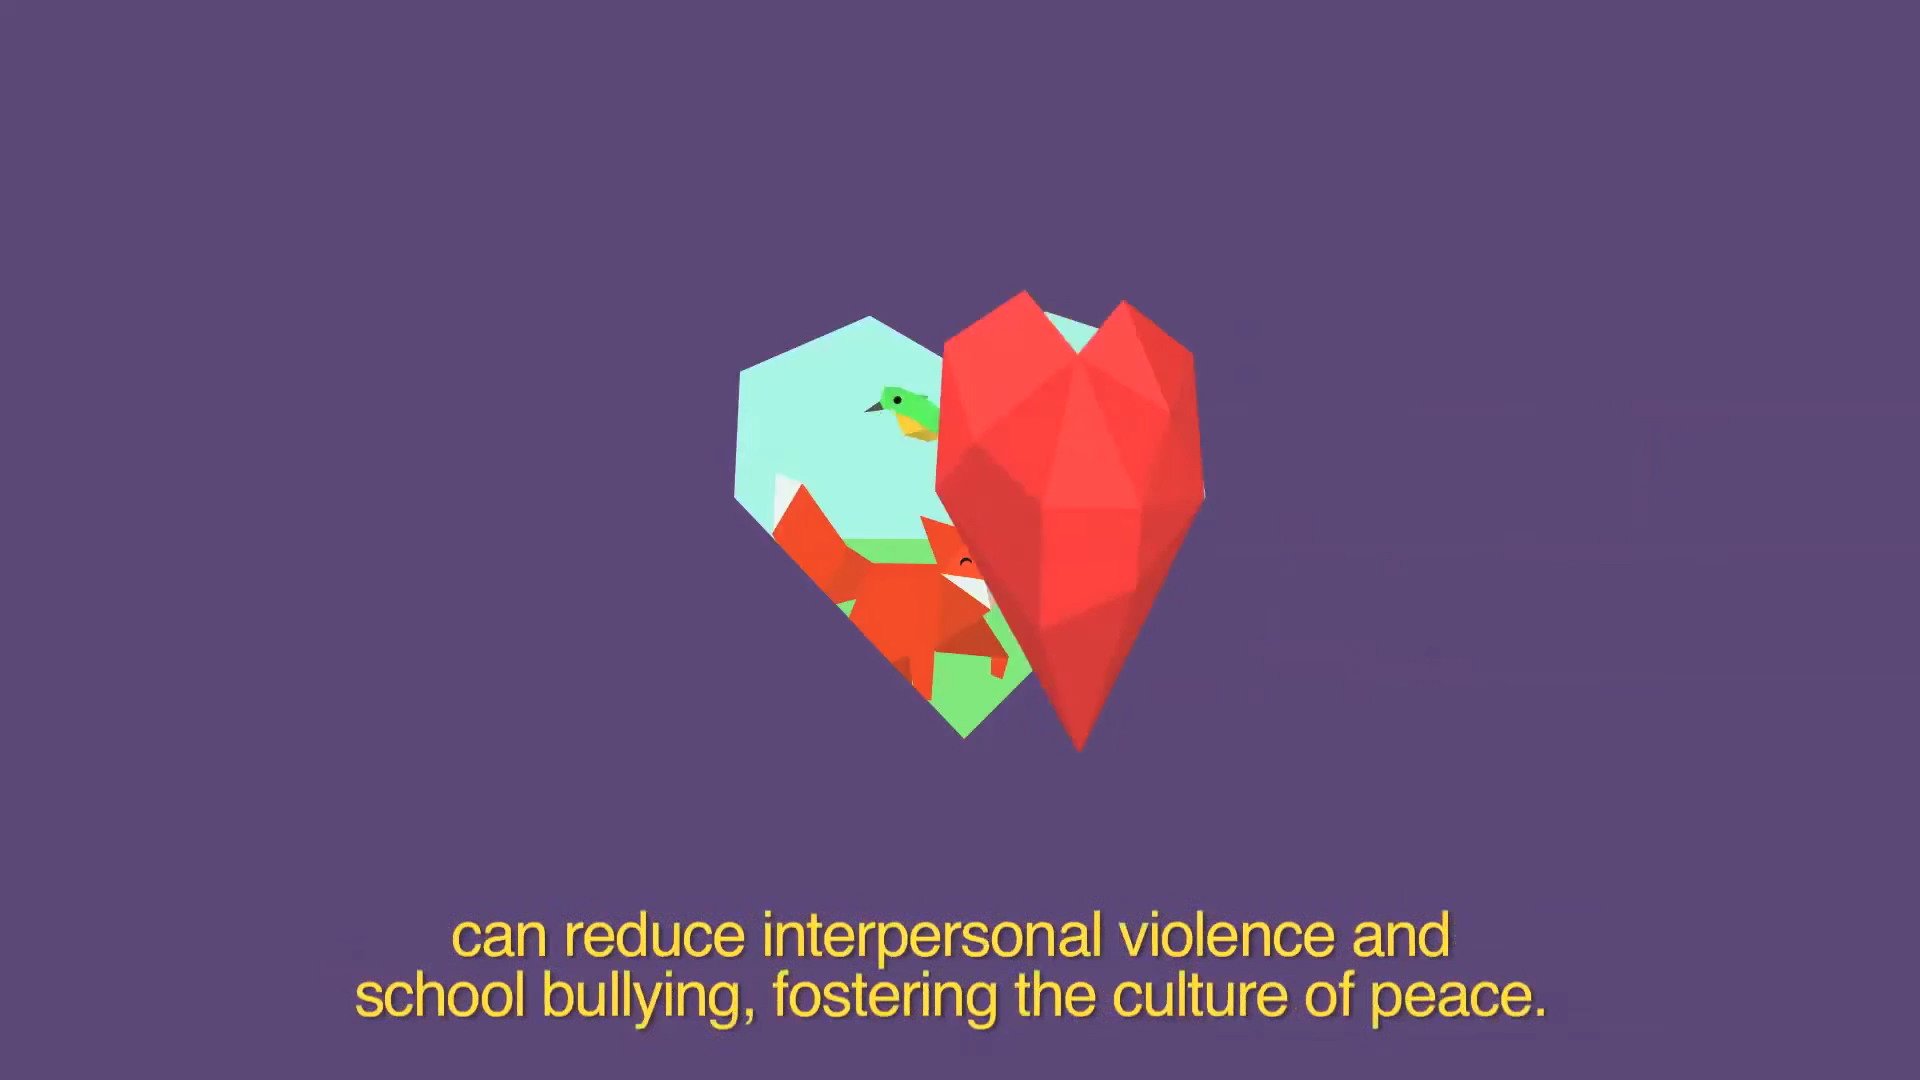 can reduce interpersonal violence and
school bullying, fostering the culture of peace.